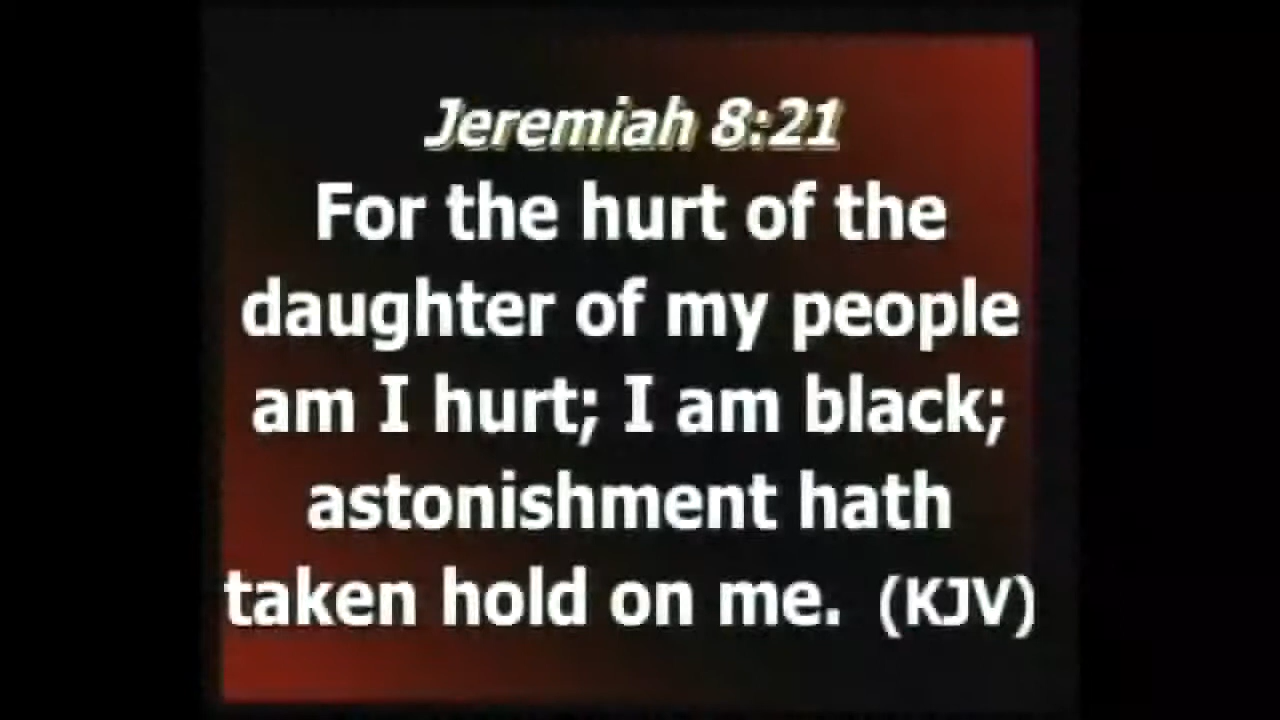 Jeremiah 8:21
For the hurt of the
daughter of my people
am I hurt; I am black;
astonishment hath
taken hold on me. (KJV)